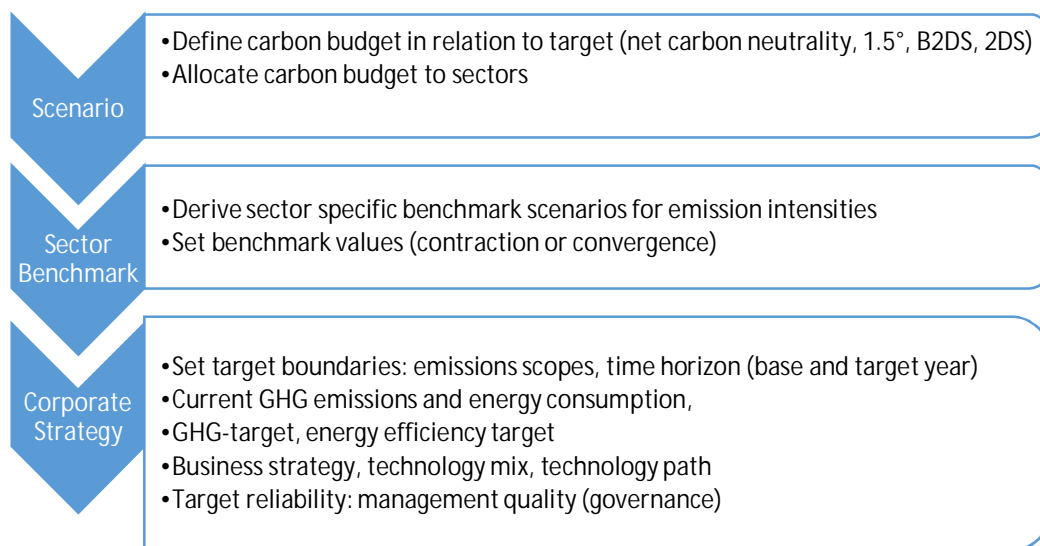 Scenario
•Define carbon budget in relation to target (net carbon neutrality, 1.5°, B2DS, 2DS)
•Allocate carbon budget to sectors
Sector
Benchmark
•Derive sector specific benchmark scenarios for emission intensities
•Set benchmark values (contraction or convergence)
Corporate
Strategy
•Set target boundaries: emissions scopes, time horizon (base and target year)
•Current GHG emissions and energy consumption,
•GHG-target, energy efficiency target
•Business strategy, technology mix, technology path
•Target reliability: management quality (governance)